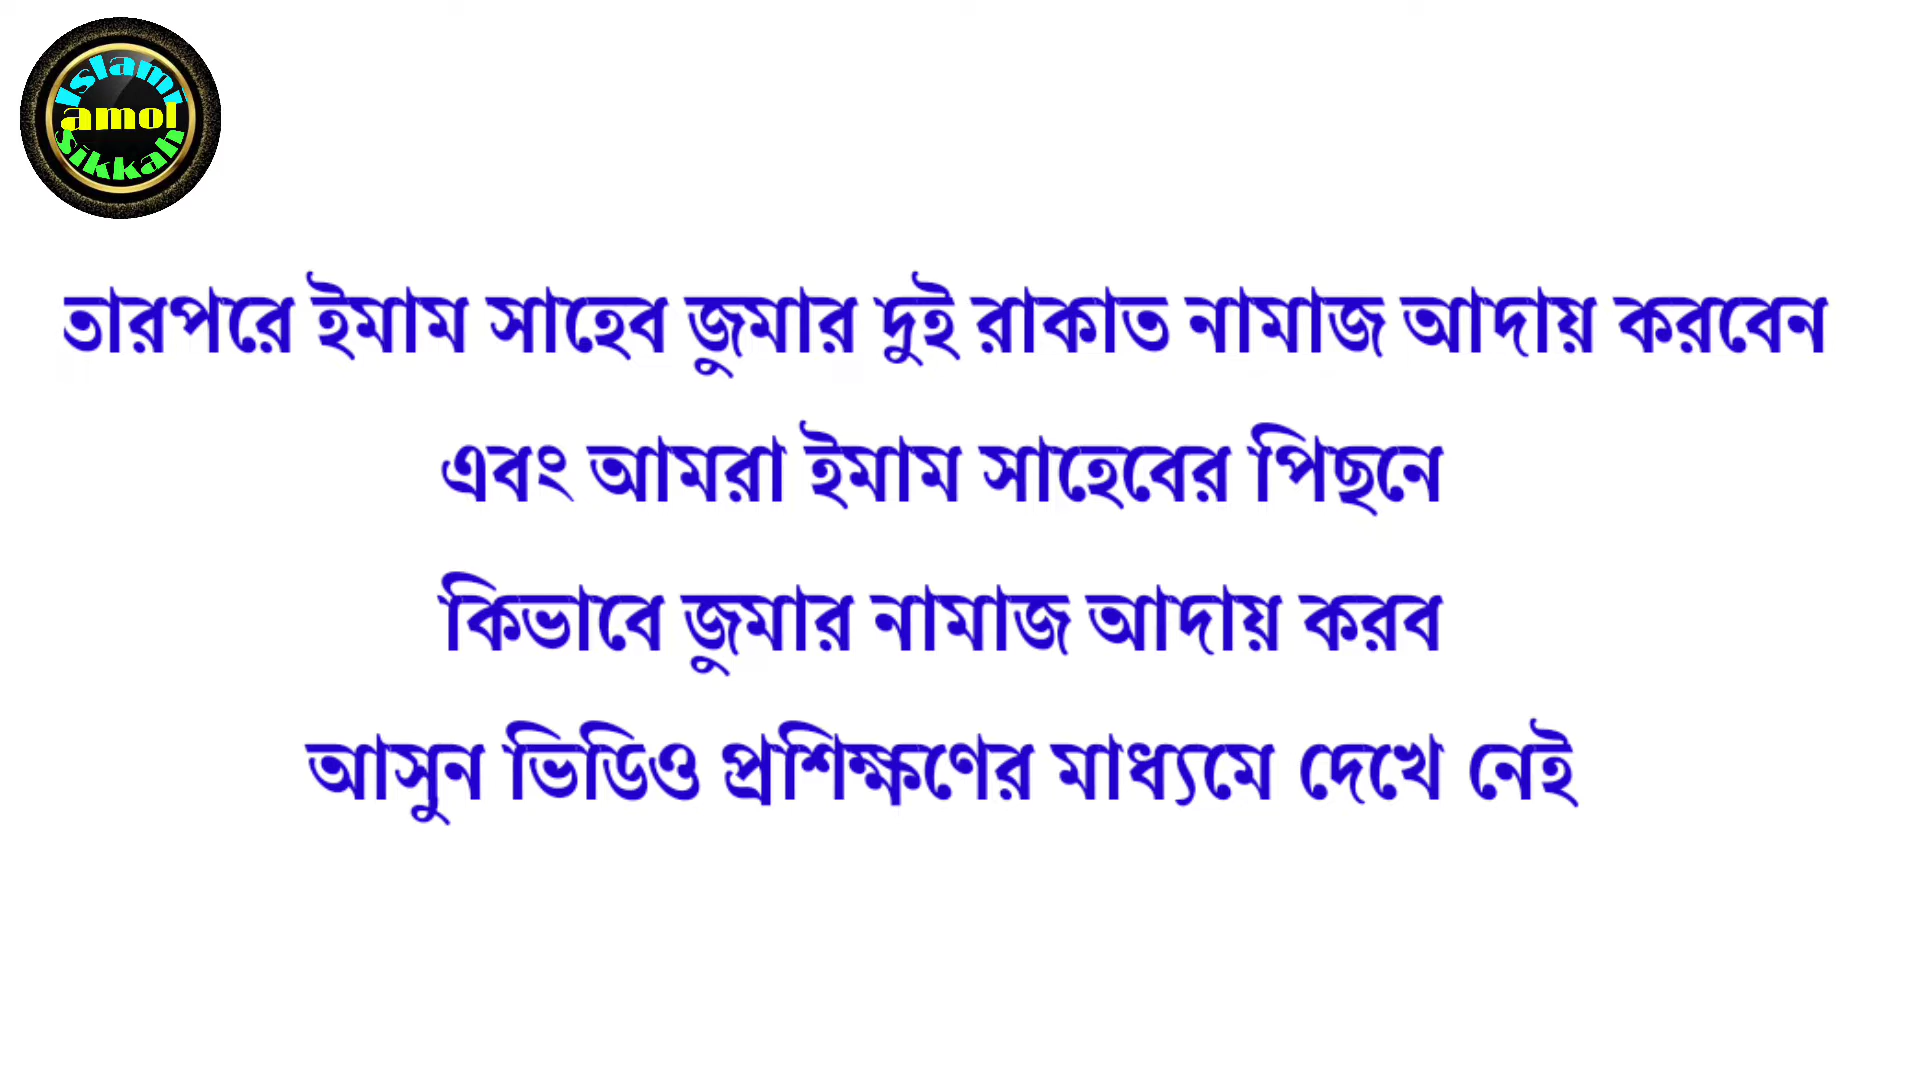 Islami
amol
sikkah
তারপরে ইমাম সাহেব জুমার দুই রাকাত নামাজ আদায় করবেন
এবং আমরা ইমাম সাহেবের পিছনে
কিভাবে জুমার নামাজ আদায় করব
আসুন ভিডিও প্রশিক্ষণের মাধ্যমে দেখে নেই